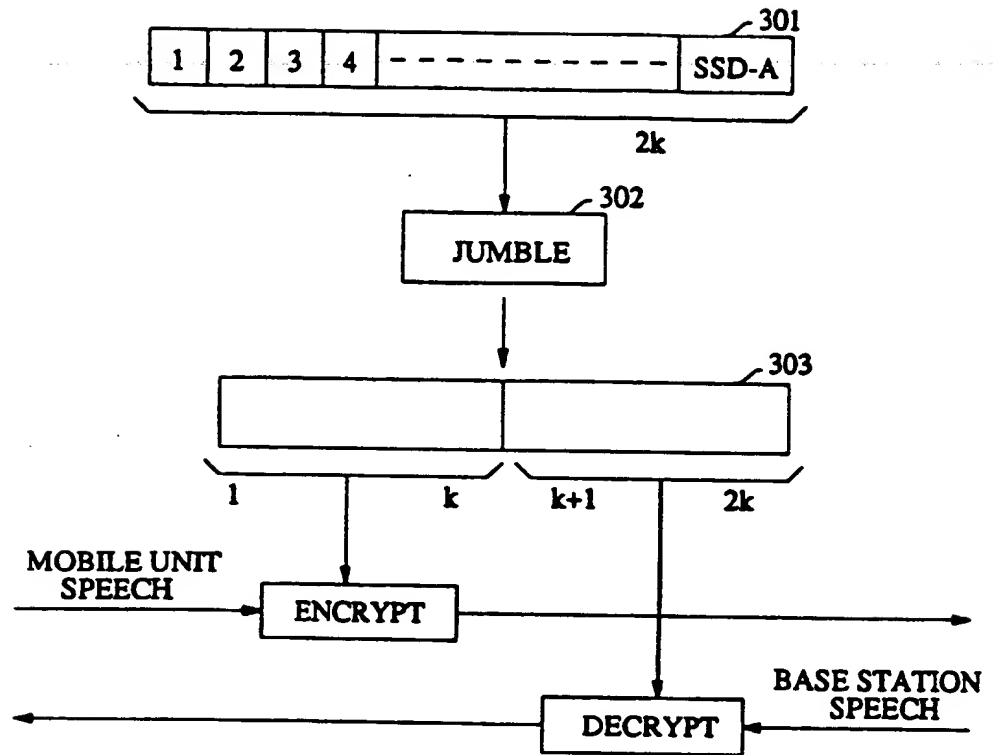 301
1 2 3 4 SSD-A
2k
302
JUMBLE
303
1 k k+1 2k
MOBILE UNIT
SPEECH
ENCRYPT
BASE STATION
SPEECH
DECRYPT